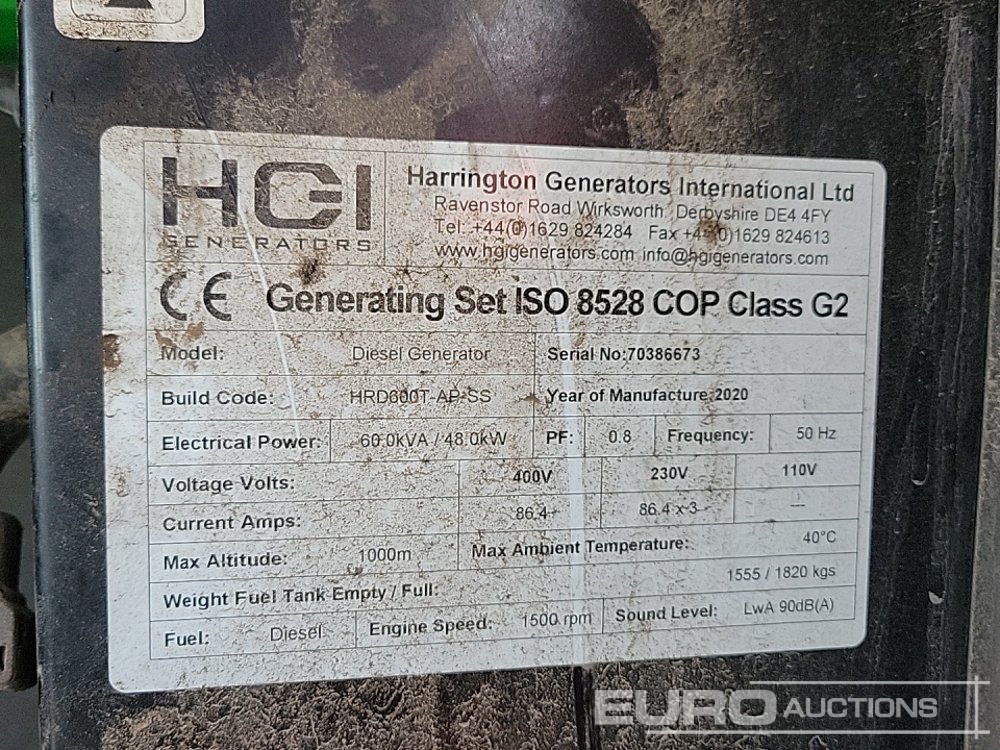 HGI
GENERATORS
Harrington Generators International Ltd
Ravenstor Road Wirksworth Derbyshire DE4 4FY
Tel: +44(0)1629 824284 Fax +44(0)1629 824613
www.hgigenerators.com info@hgigenerators.com
CE Generating Set ISO 8528 COP Class G2
Model: Diesel Generator Serial No:70386673
Build Code: HRD600T-AP-SS Year of Manufacture:2020
Electrical Power: 60.0kVA / 48.0kW PF: 0.8 Frequency: 50 Hz
Voltage Volts: 400V 230V 110V
Current Amps: 86.4 86.4 x 3 ---
Max Altitude: 1000m Max Ambient Temperature: 40°C
Weight Fuel Tank Empty / Full: 1555 / 1820 kgs
Fuel: Diesel Engine Speed: 1500 rpm Sound Level: LwA 90dB(A)
EURO AUCTIONS